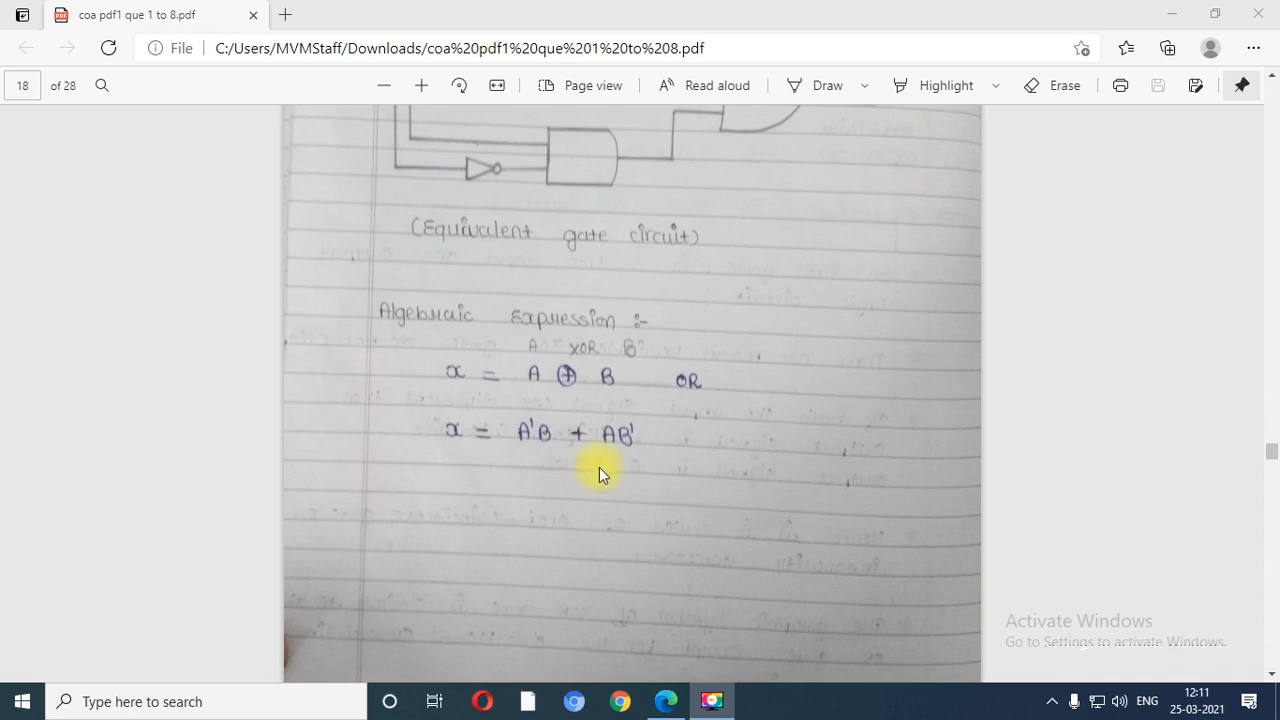 coa pdf1 que 1 to 8.pdf
File C:/Users/MVMStaff/Downloads/coa%20pdf1%20que%201%20to%208.pdf
18 of 28 Page view Read aloud Draw Highlight Erase
(Equivalent gate circuit)
Algebraic Expression :-
A "XOR B"
x = A ⊕ B OR
x = A'B + AB'
Activate Windows
Go to Settings to activate Windows.
Type here to search
ENG 12:11
25-03-2021